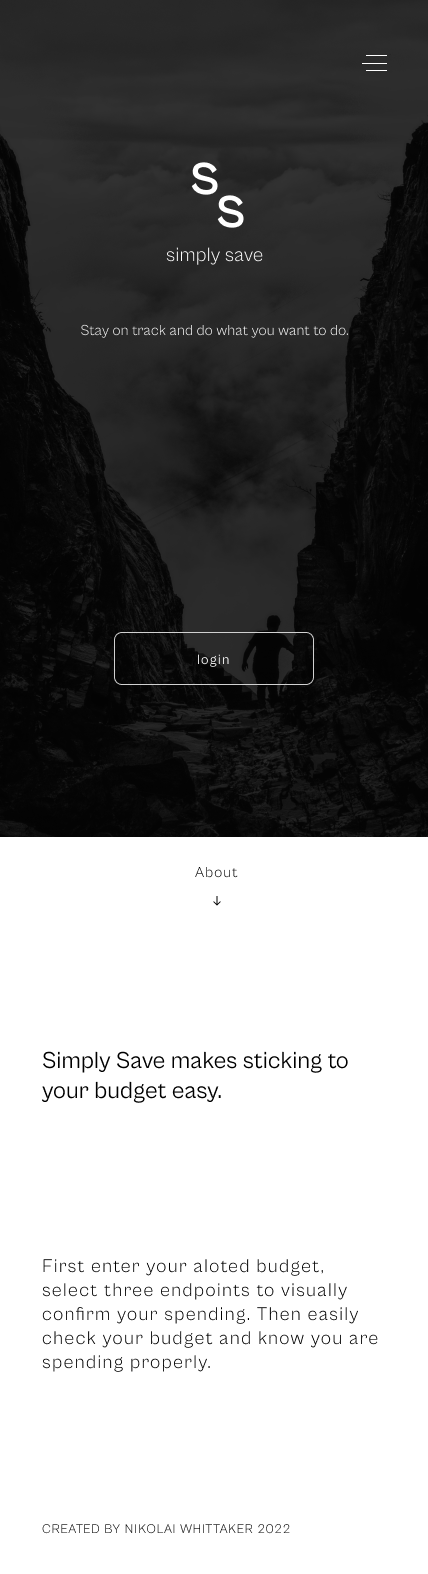 S
S
simply save
Stay on track and do what you want to do.
login
About
↓
Simply Save makes sticking to
your budget easy.
First enter your aloted budget,
select three endpoints to visually
confirm your spending. Then easily
check your budget and know you are
spending properly.
CREATED BY NIKOLAI WHITTAKER 2022